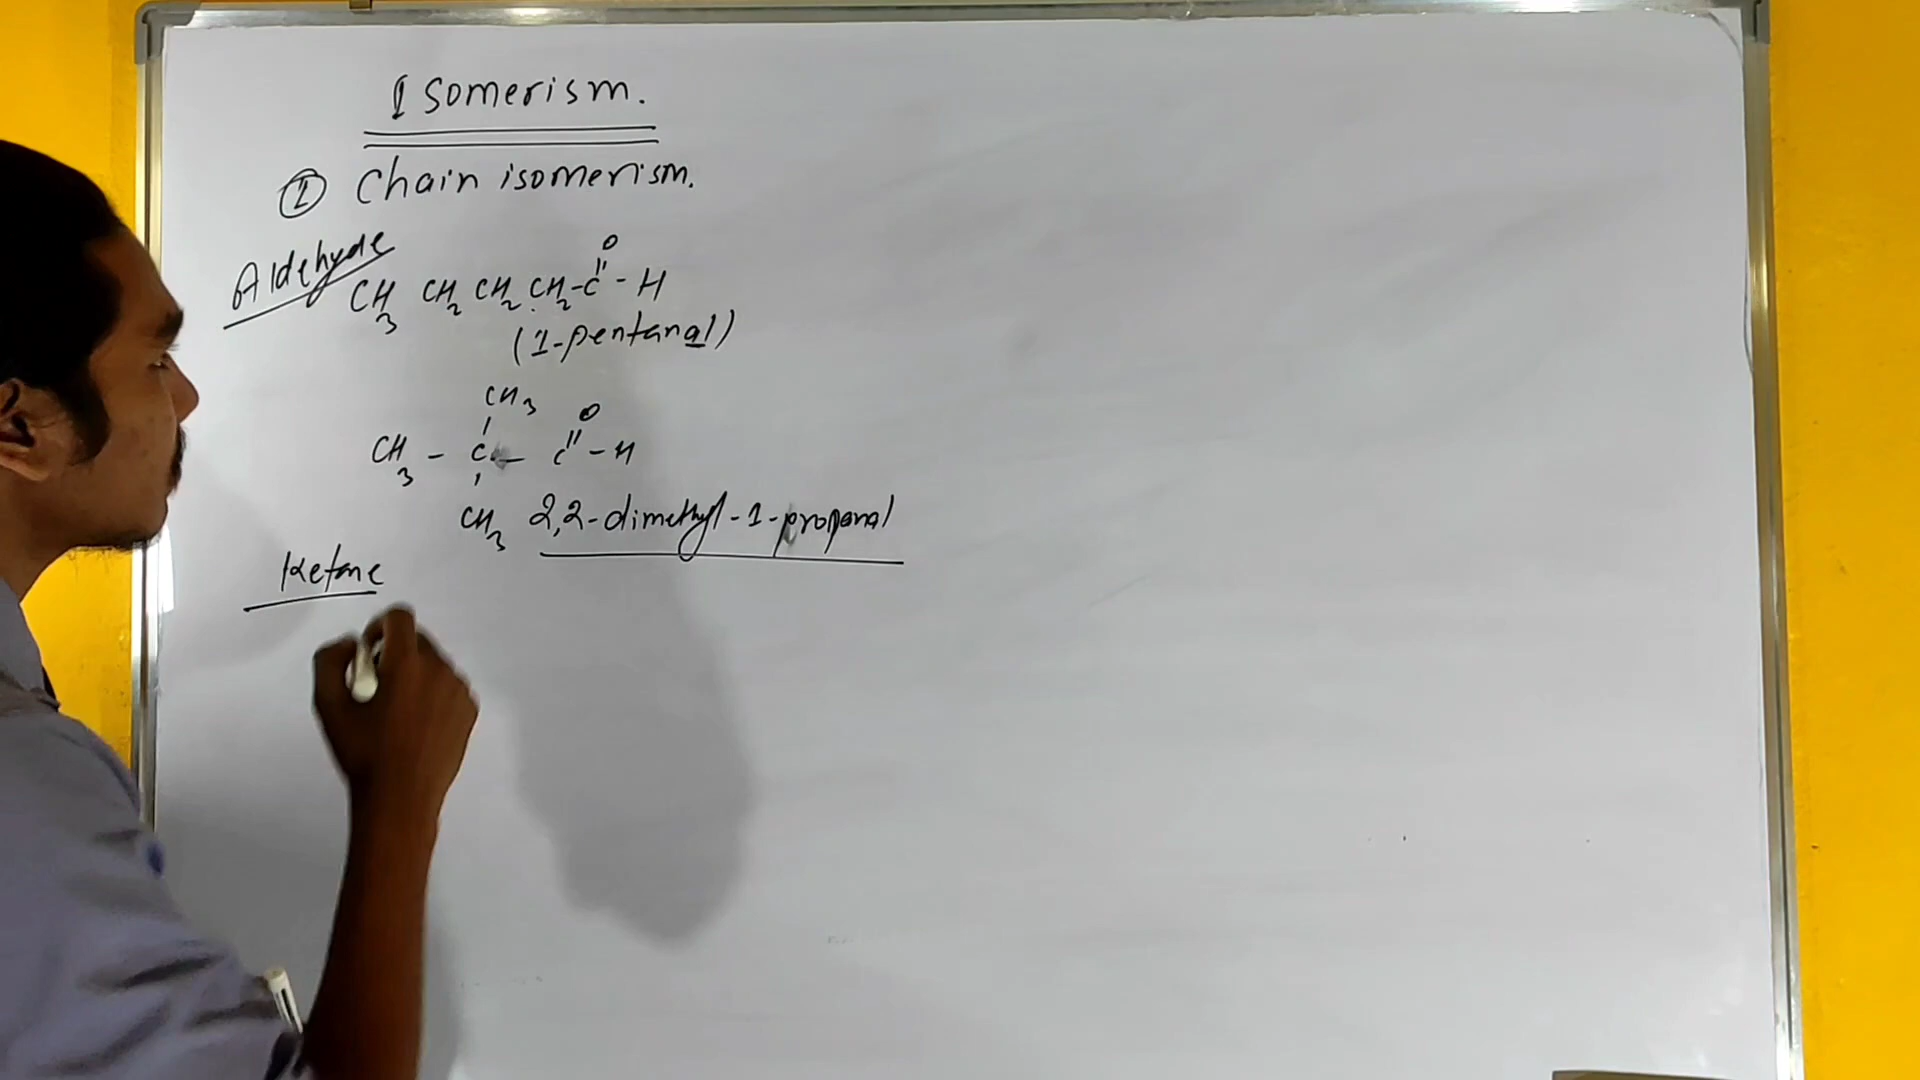 Isomerism.
① Chain isomerism.
Aldehyde
O
CH3 CH2 CH2 CH2-C"-H
(1-pentanal)
CH3
O
CH3 - C - C" - H
CH3 2,2-dimethyl-1-propanal
Ketone